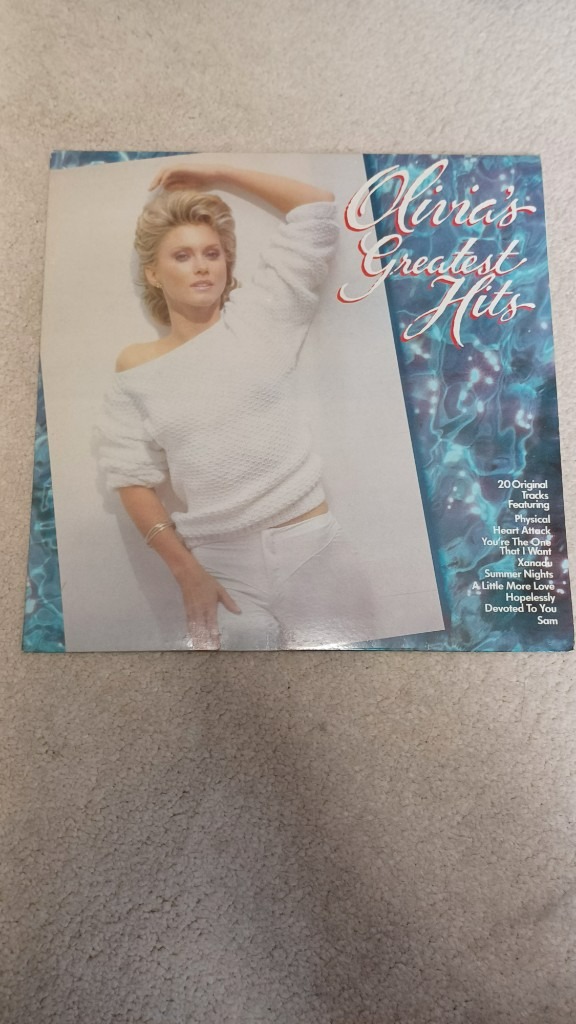 Olivia's
Greatest
Hits
20 Original
Tracks
Featuring
Physical
Heart Attack
You're The One
That I Want
Xanadu
Summer Nights
A Little More Love
Hopelessly
Devoted To You
Sam